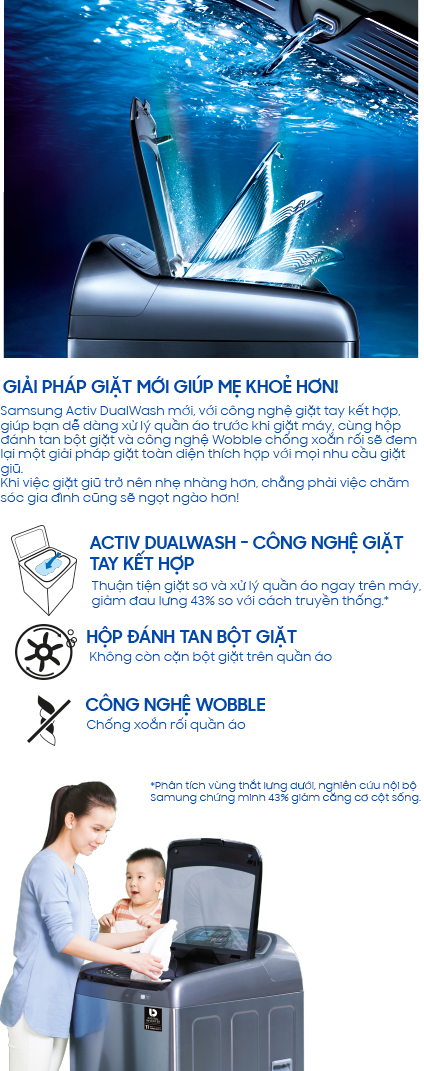 GIẢI PHÁP GIẶT MỚI GIÚP MẸ KHOẺ HƠN!
Samsung Activ DualWash mới, với công nghệ giặt tay kết hợp,
giúp bạn dễ dàng xử lý quần áo trước khi giặt máy, cùng hộp
đánh tan bột giặt và công nghệ Wobble chống xoắn rối sẽ đem
lại một giải pháp giặt toàn diện thích hợp với mọi nhu cầu giặt
giũ.
Khi việc giặt giũ trở nên nhẹ nhàng hơn, chẳng phải việc chăm
sóc gia đình cũng sẽ ngọt ngào hơn!
ACTIV DUALWASH - CÔNG NGHỆ GIẶT
TAY KẾT HỢP
Thuận tiện giặt sơ và xử lý quần áo ngay trên máy,
giảm đau lưng 43% so với cách truyền thống.*
HỘP ĐÁNH TAN BỘT GIẶT
Không còn cặn bột giặt trên quần áo
CÔNG NGHỆ WOBBLE
Chống xoắn rối quần áo
*Phân tích vùng thắt lưng dưới, nghiên cứu nội bộ
Samung chứng minh 43% giảm căng cơ cột sống.
11